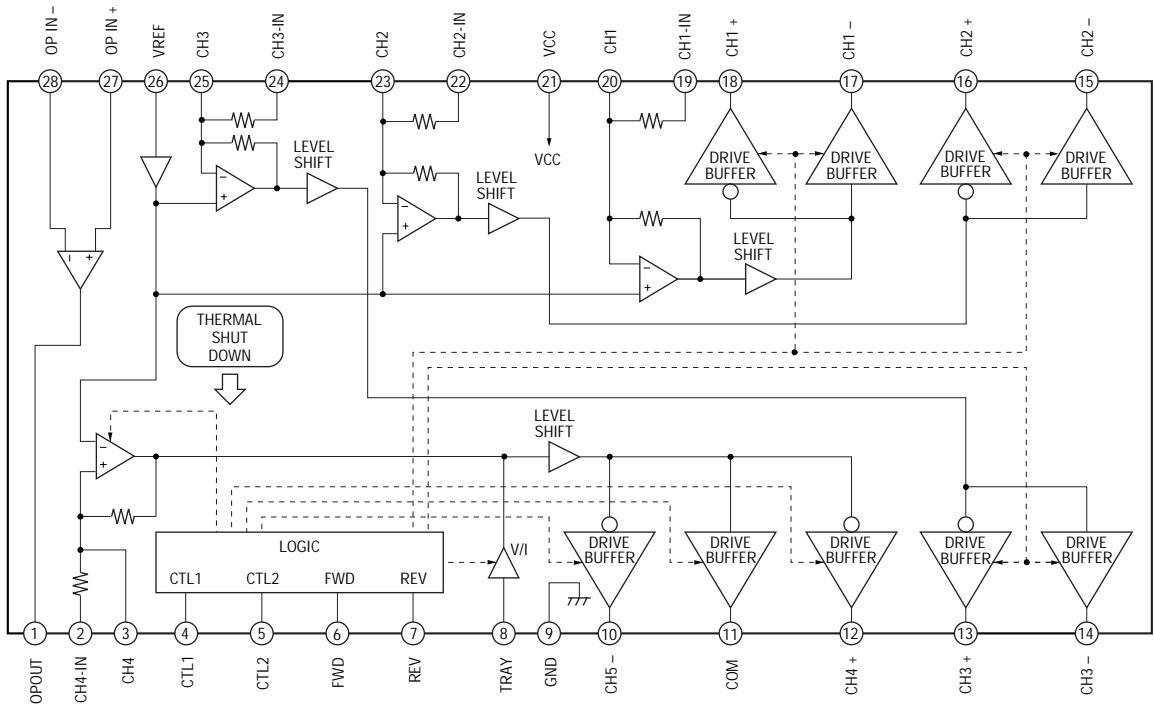 OP IN –
OP IN +
VREF
CH3
CH3-IN
CH2
CH2-IN
VCC
CH1
CH1-IN
CH1 +
CH1 –
CH2 +
CH2 –
28
27
26
25
24
23
22
21
20
19
18
17
16
15
LEVEL
SHIFT
LEVEL
SHIFT
VCC
DRIVE
BUFFER
DRIVE
BUFFER
DRIVE
BUFFER
DRIVE
BUFFER
LEVEL
SHIFT
– +
–
+
–
+
–
+
THERMAL
SHUT
DOWN
LEVEL
SHIFT
–
+
LOGIC
CTL1
CTL2
FWD
REV
V/I
DRIVE
BUFFER
DRIVE
BUFFER
DRIVE
BUFFER
DRIVE
BUFFER
DRIVE
BUFFER
1
2
3
4
5
6
7
8
9
10
11
12
13
14
OPOUT
CH4-IN
CH4
CTL1
CTL2
FWD
REV
TRAY
GND
CH5 –
COM
CH4 +
CH3 +
CH3 –